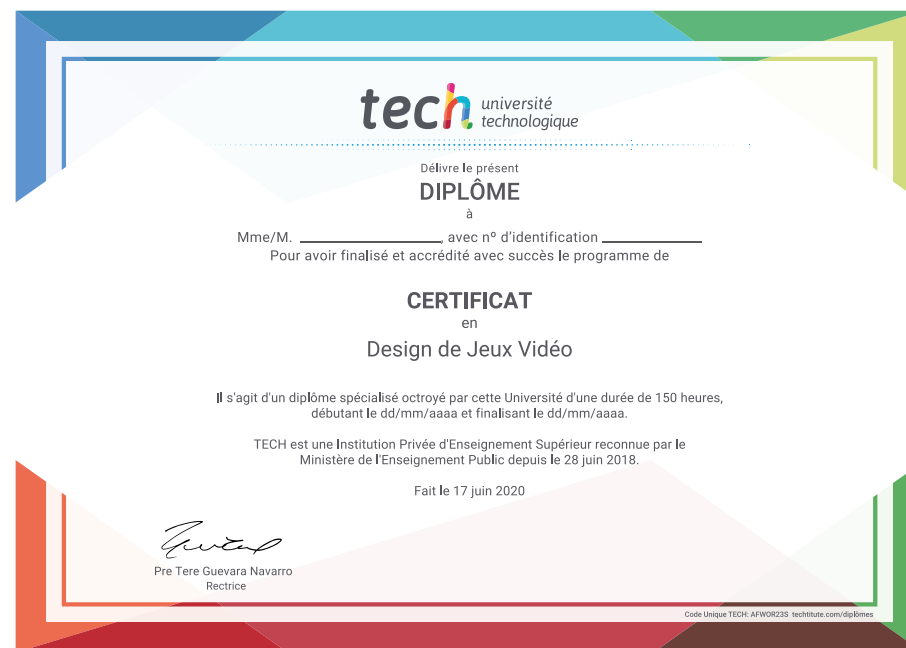 tech université
technologique
Délivre le présent
DIPLÔME
à
Mme/M. ____________________, avec nº d'identification ______________
Pour avoir finalisé et accrédité avec succès le programme de
CERTIFICAT
en
Design de Jeux Vidéo
Il s'agit d'un diplôme spécialisé octroyé par cette Université d'une durée de 150 heures,
débutant le dd/mm/aaaa et finalisant le dd/mm/aaaa.
TECH est une Institution Privée d'Enseignement Supérieur reconnue par le
Ministère de l'Enseignement Public depuis le 28 juin 2018.
Fait le 17 juin 2020
Pre Tere Guevara Navarro
Rectrice
Code Unique TECH: AFWOR23S techtitute.com/diplômes